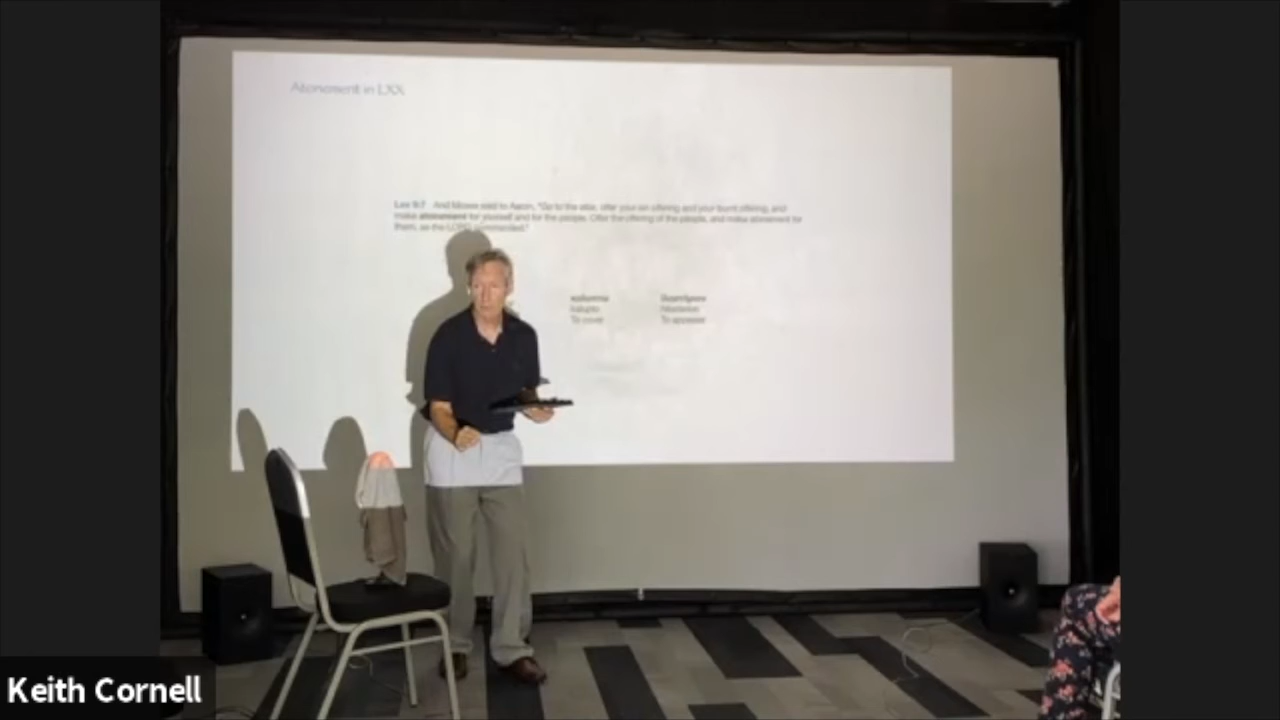 Atonement in LXX
Lev 9:7 And Moses said to Aaron, "Go to the altar, offer your sin offering and your burnt offering, and
make atonement for yourself and for the people. Offer the offering of the people, and make atonement for
them, as the LORD commanded."
To cover
To appease
Keith Cornell